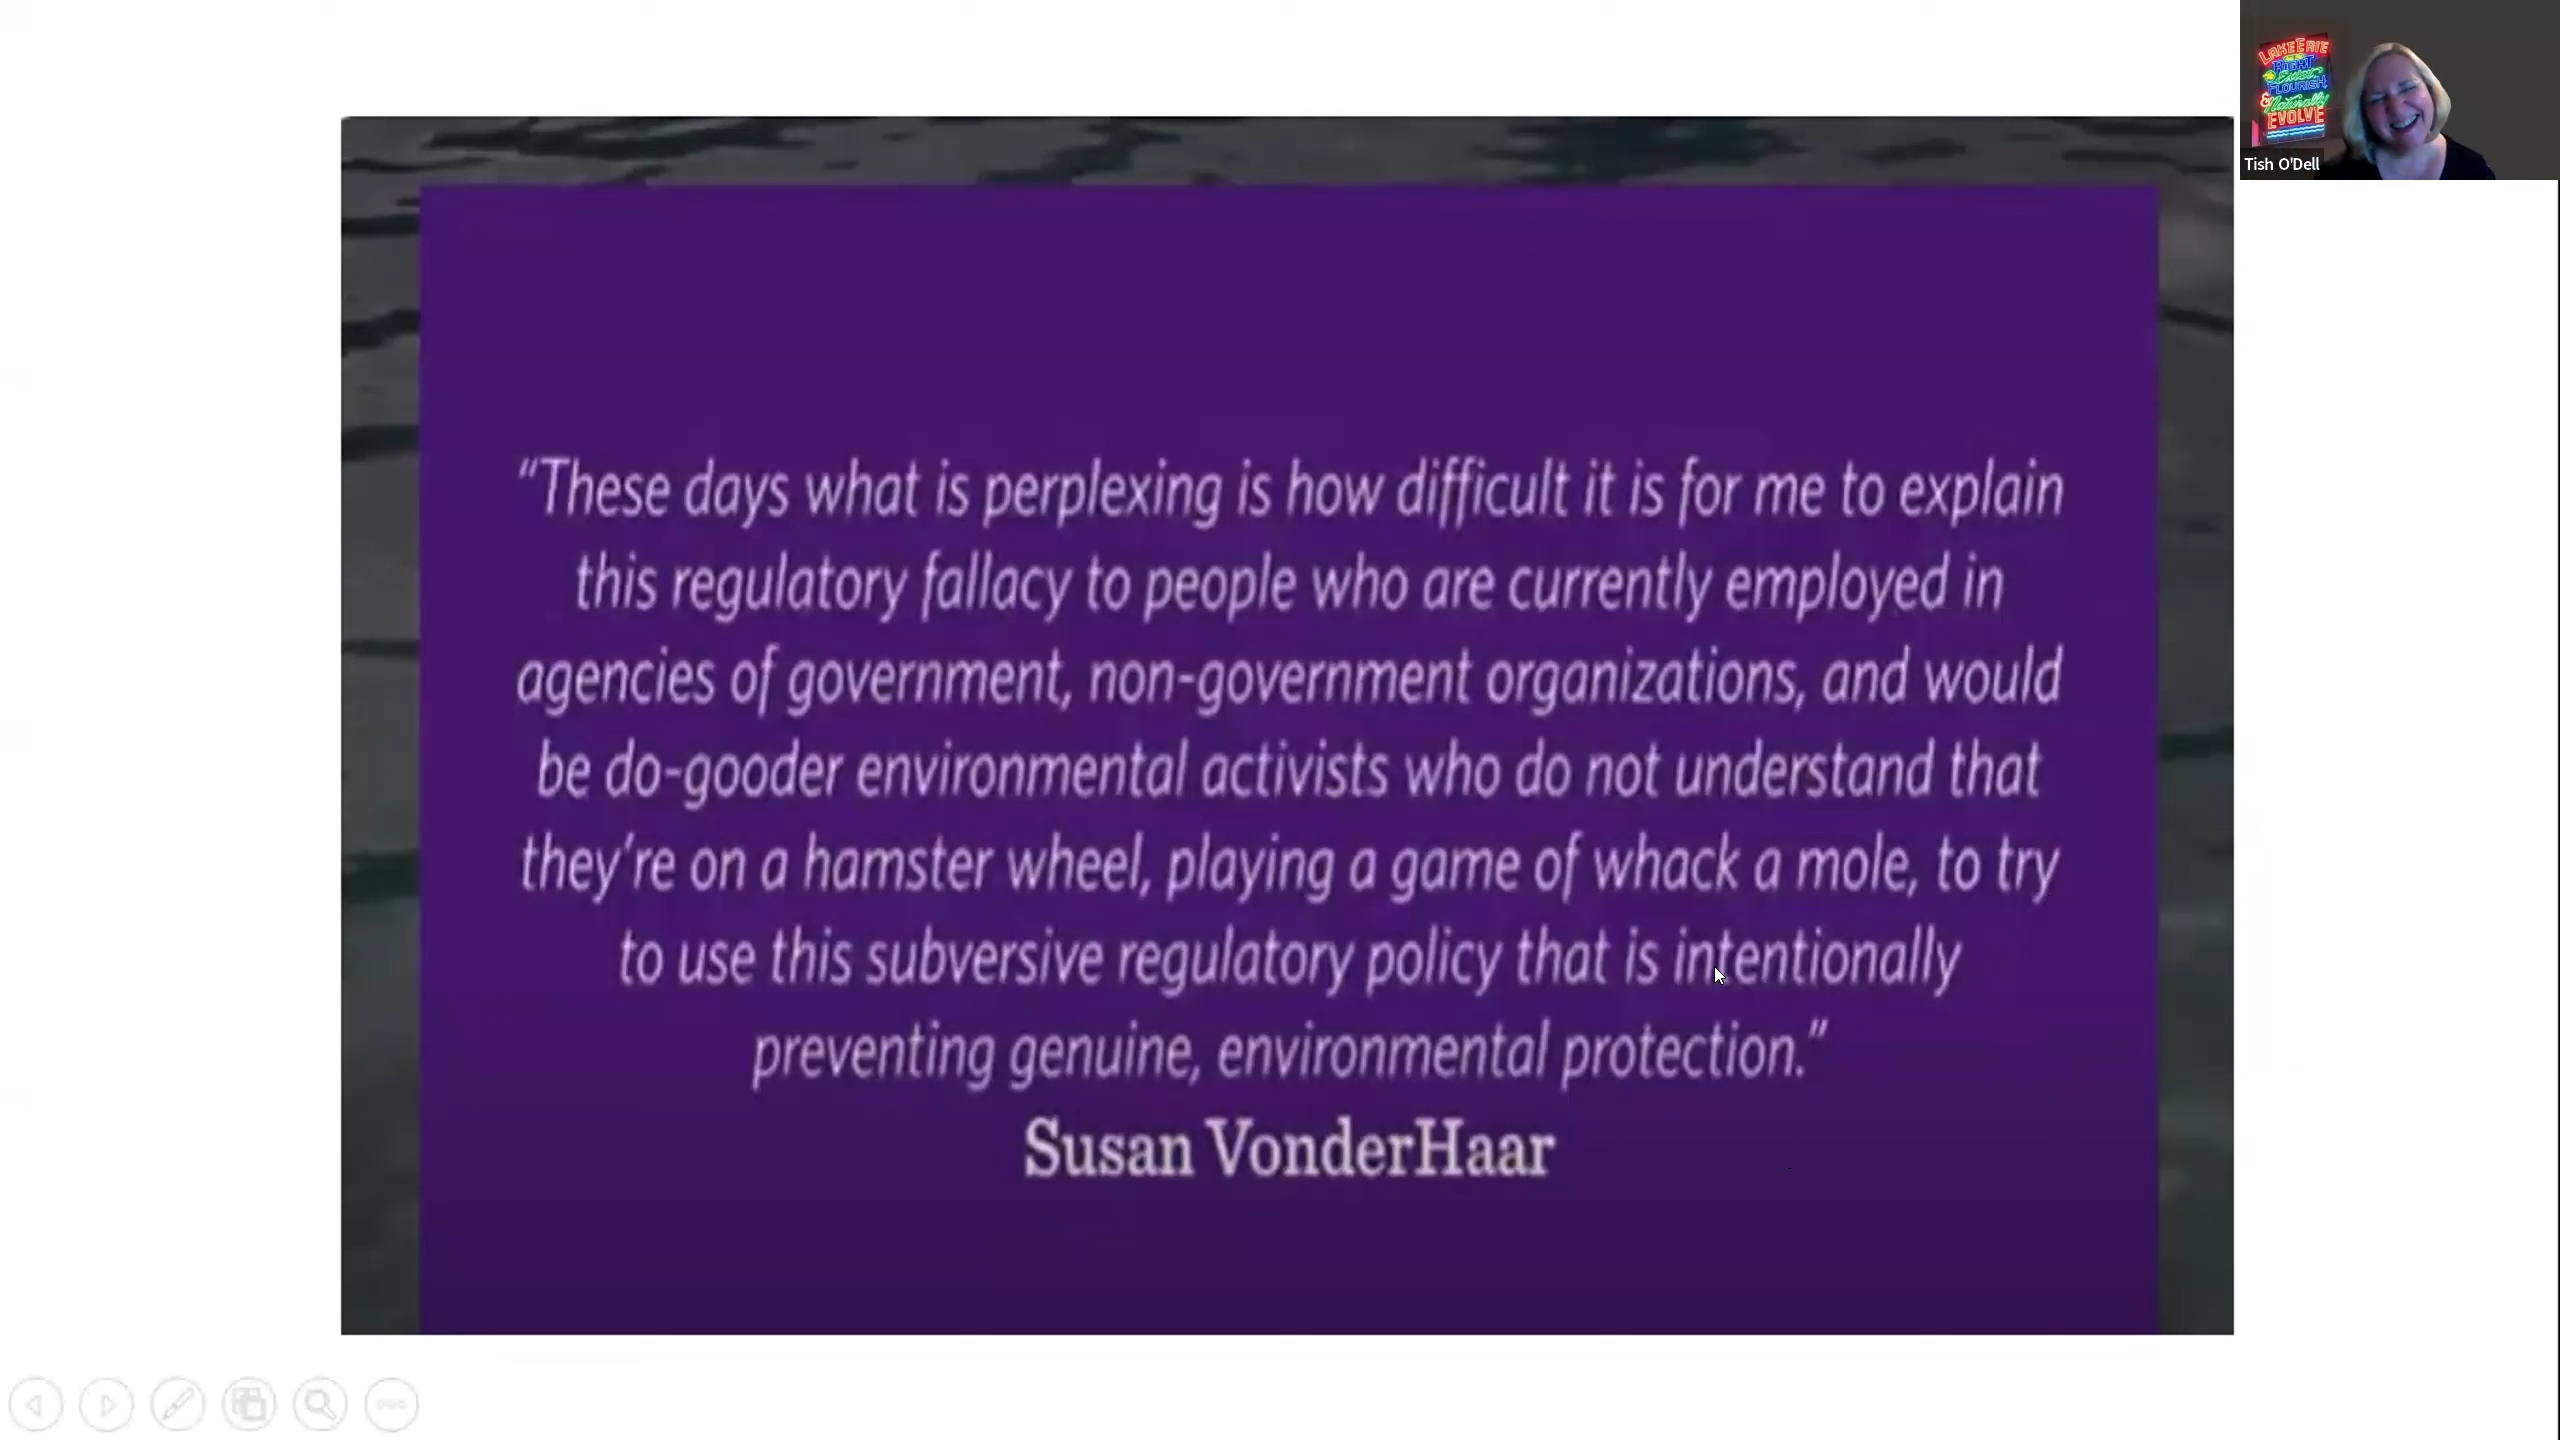 “These days what is perplexing is how difficult it is for me to explain
this regulatory fallacy to people who are currently employed in
agencies of government, non-government organizations, and would
be do-gooder environmental activists who do not understand that
they’re on a hamster wheel, playing a game of whack a mole, to try
to use this subversive regulatory policy that is intentionally
preventing genuine, environmental protection.”
Susan VonderHaar
LAKE ERIE
RIGHT
FLOURISH
& Naturally
EVOLVE
Tish O'Dell